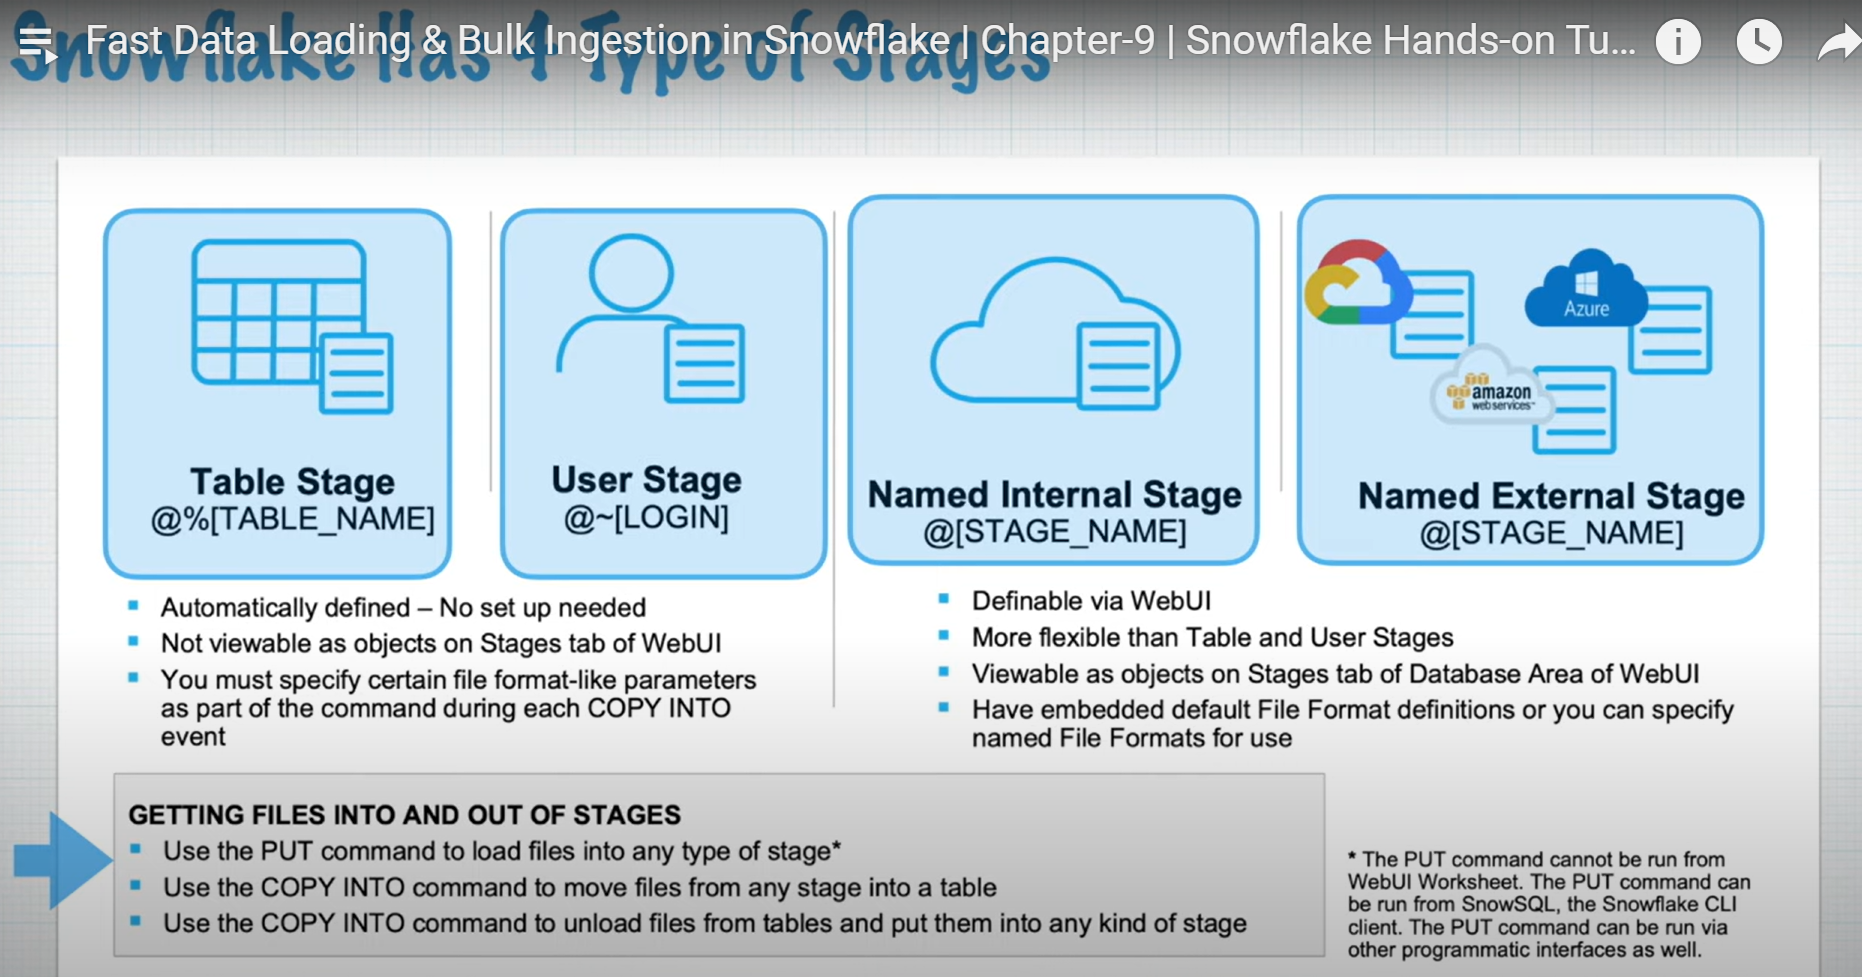 Snowflake Has 4 Type of Stages
Fast Data Loading & Bulk Ingestion in Snowflake | Chapter-9 | Snowflake Hands-on Tu...
Table Stage
@%[TABLE_NAME]
User Stage
@~[LOGIN]
Named Internal Stage
@[STAGE_NAME]
Azure
amazon
webservices™
Named External Stage
@[STAGE_NAME]
Automatically defined – No set up needed
Not viewable as objects on Stages tab of WebUI
You must specify certain file format-like parameters
as part of the command during each COPY INTO
event
Definable via WebUI
More flexible than Table and User Stages
Viewable as objects on Stages tab of Database Area of WebUI
Have embedded default File Format definitions or you can specify
named File Formats for use
GETTING FILES INTO AND OUT OF STAGES
Use the PUT command to load files into any type of stage*
Use the COPY INTO command to move files from any stage into a table
Use the COPY INTO command to unload files from tables and put them into any kind of stage
* The PUT command cannot be run from
WebUI Worksheet. The PUT command can
be run from SnowSQL, the Snowflake CLI
client. The PUT command can be run via
other programmatic interfaces as well.